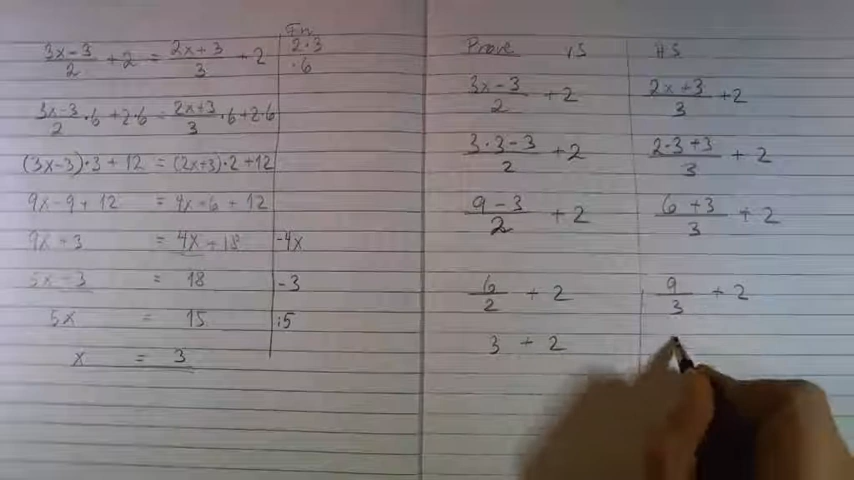 Fn
3x-3/2 + 2 = 2x+3/3 + 2 | 2·3
·6
3x-3/2 ·6 + 2·6 = 2x+3/3 ·6 + 2·6
(3x-3)·3 + 12 = (2x+3)·2 + 12
9x - 9 + 12 = 4x + 6 + 12
9x + 3 = 4x + 18 | -4x
5x + 3 = 18 | -3
5x = 15 | :5
x = 3
Prøve VS HS
3x-3/2 + 2 | 2x+3/3 + 2
3·3-3/2 + 2 | 2·3+3/3 + 2
9-3/2 + 2 | 6+3/3 + 2
6/2 + 2 | 9/3 + 2
3 + 2